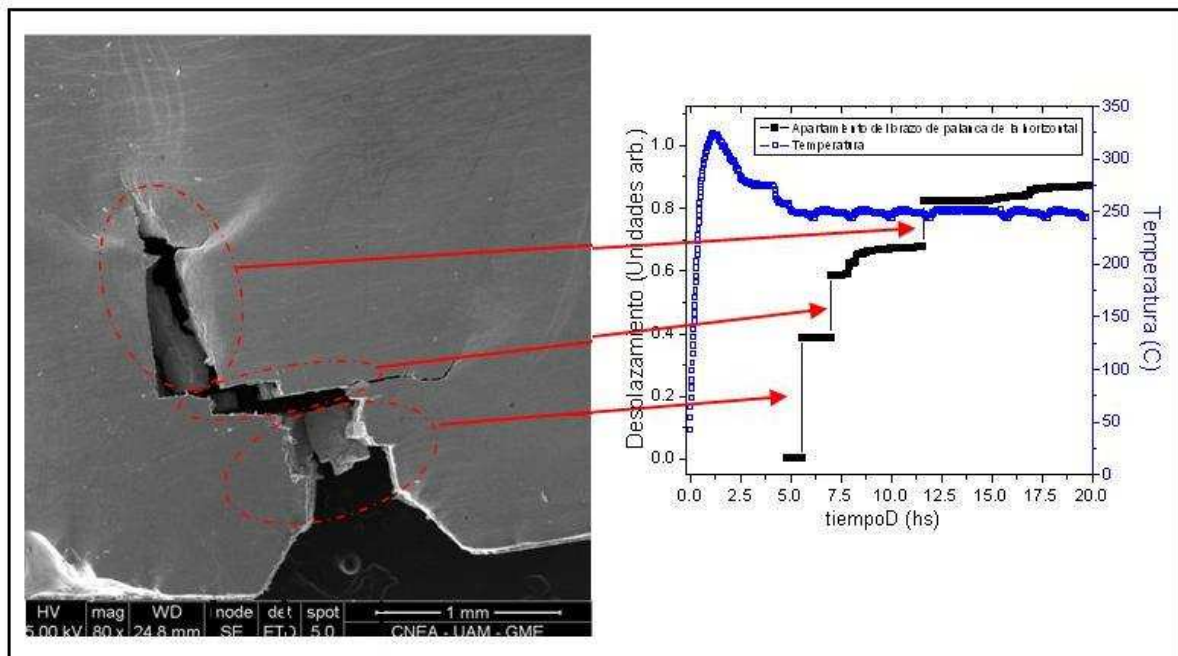 HV mag WD node det spot
5.00 kV 80 x 24.8 mm SE ETD 5.0
1 mm
CNEA - UAM - GME
Apartamento del brazo de palanca de la horizontal
Temperatura
Desplazamiento (Unidades arb.)
1.0
0.8
0.6
0.4
0.2
0.0
350
300
250
200
150
100
50
0
Temperatura (C)
0.0 2.5 5.0 7.5 10.0 12.5 15.0 17.5 20.0
tiempoD (hs)